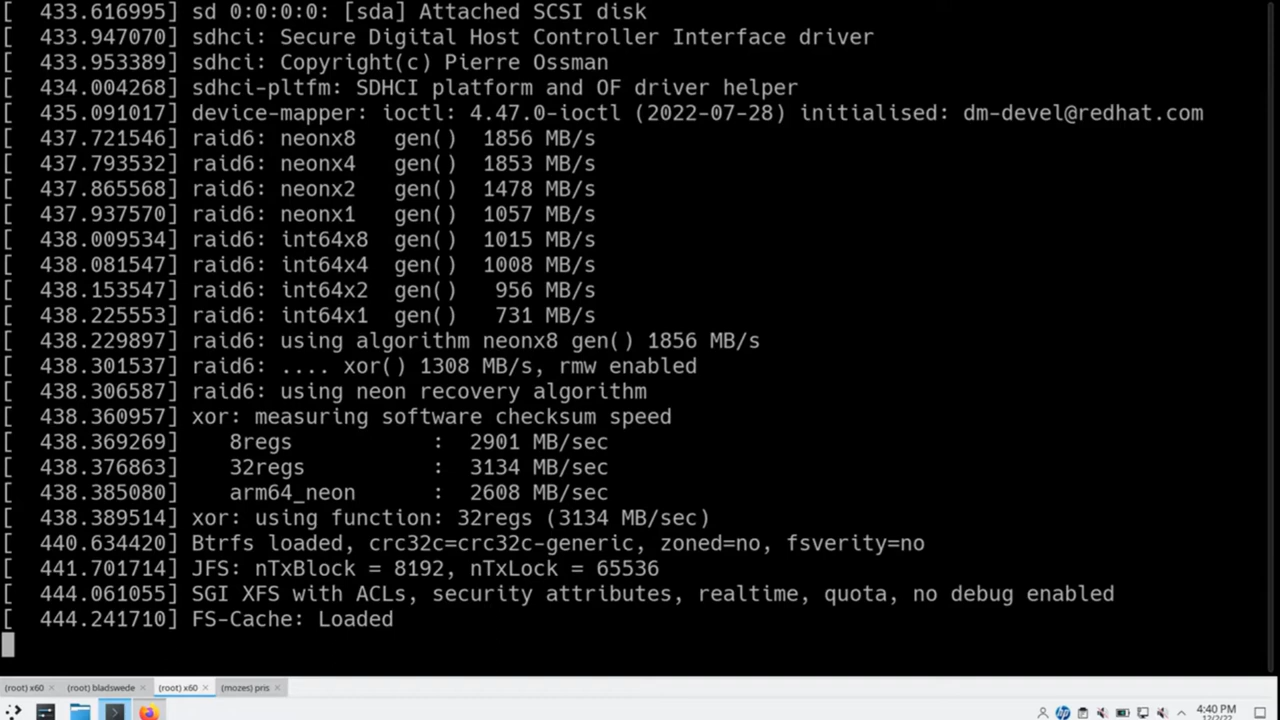 [  433.616995] sd 0:0:0:0: [sda] Attached SCSI disk
[  433.947070] sdhci: Secure Digital Host Controller Interface driver
[  433.953389] sdhci: Copyright(c) Pierre Ossman
[  434.004268] sdhci-pltfm: SDHCI platform and OF driver helper
[  435.091017] device-mapper: ioctl: 4.47.0-ioctl (2022-07-28) initialised: dm-devel@redhat.com
[  437.721546] raid6: neonx8   gen()  1856 MB/s
[  437.793532] raid6: neonx4   gen()  1853 MB/s
[  437.865568] raid6: neonx2   gen()  1478 MB/s
[  437.937570] raid6: neonx1   gen()  1057 MB/s
[  438.009534] raid6: int64x8  gen()  1015 MB/s
[  438.081547] raid6: int64x4  gen()  1008 MB/s
[  438.153547] raid6: int64x2  gen()   956 MB/s
[  438.225553] raid6: int64x1  gen()   731 MB/s
[  438.229897] raid6: using algorithm neonx8 gen() 1856 MB/s
[  438.301537] raid6: .... xor() 1308 MB/s, rmw enabled
[  438.306587] raid6: using neon recovery algorithm
[  438.360957] xor: measuring software checksum speed
[  438.369269]    8regs           :  2901 MB/sec
[  438.376863]    32regs          :  3134 MB/sec
[  438.385080]    arm64_neon      :  2608 MB/sec
[  438.389514] xor: using function: 32regs (3134 MB/sec)
[  440.634420] Btrfs loaded, crc32c=crc32c-generic, zoned=no, fsverity=no
[  441.701714] JFS: nTxBlock = 8192, nTxLock = 65536
[  444.061055] SGI XFS with ACLs, security attributes, realtime, quota, no debug enabled
[  444.241710] FS-Cache: Loaded
(root) x60 (root) bladswede (root) x60 (mozes) pris
hp 4:40 PM
12/2/22